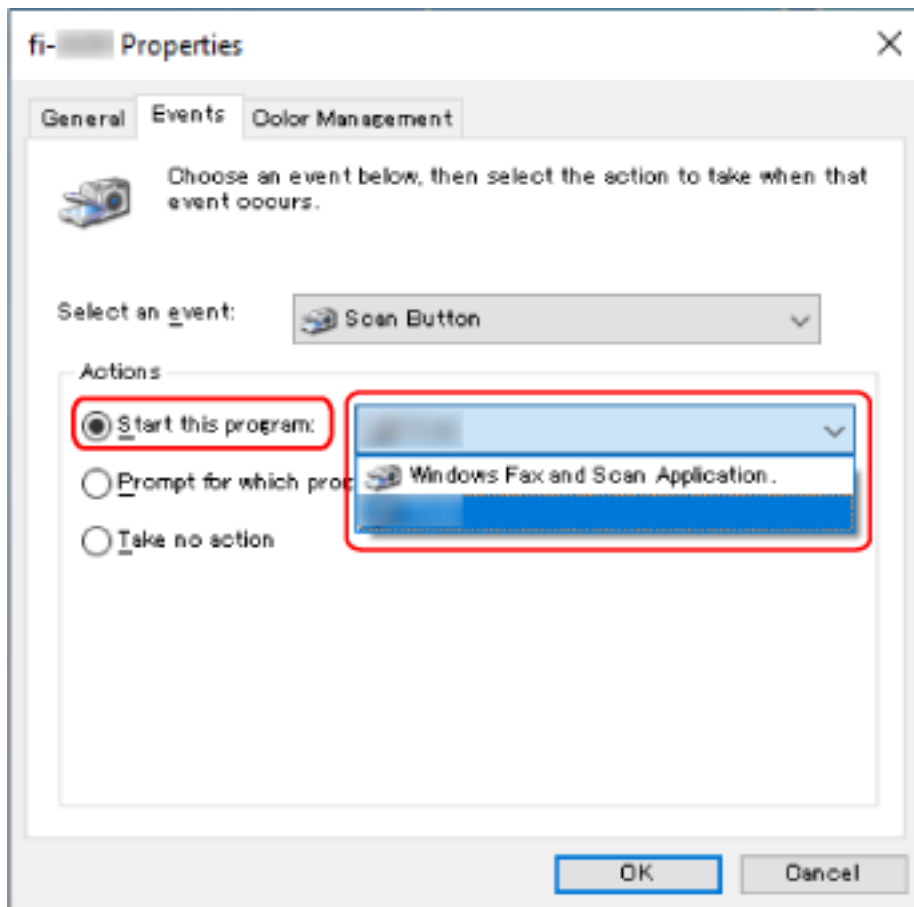 fi- Properties
General Events Color Management
Choose an event below, then select the action to take when that
event occurs.
Select an event: Scan Button
Actions
Start this program:
Windows Fax and Scan Application.
Prompt for which
Take no action
OK Cancel